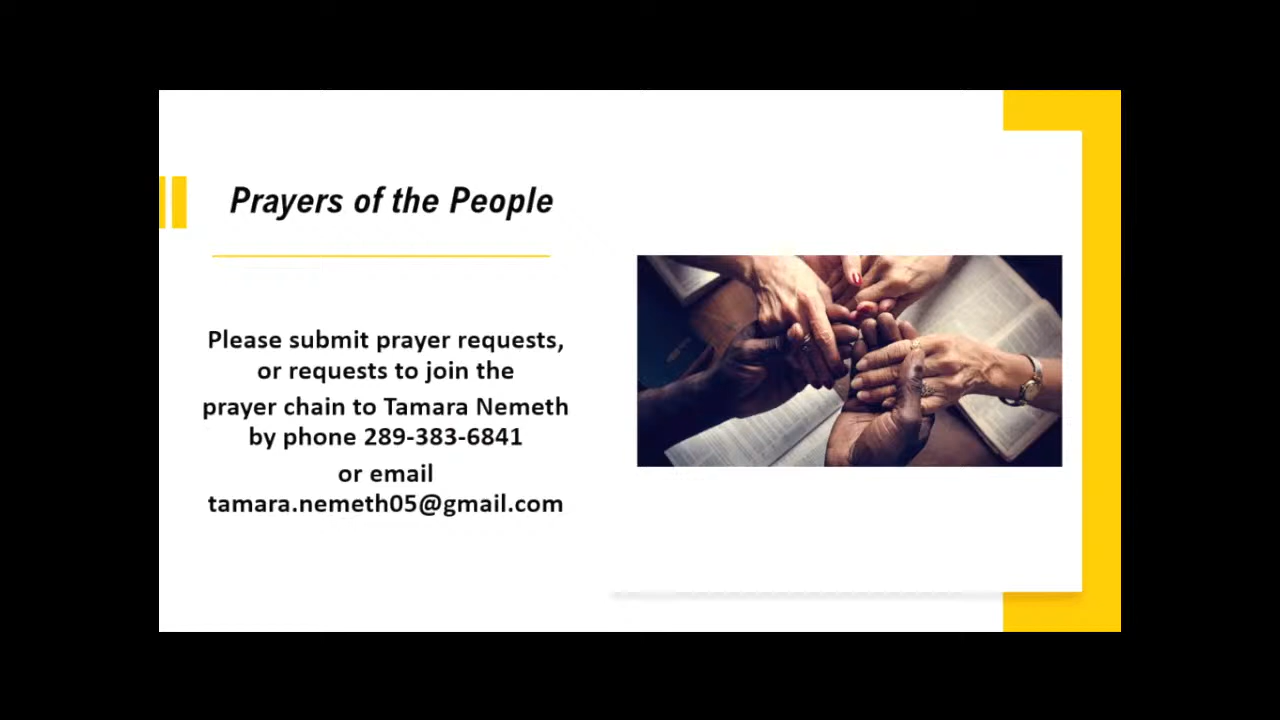 Prayers of the People
Please submit prayer requests,
or requests to join the
prayer chain to Tamara Nemeth
by phone 289-383-6841
or email
tamara.nemeth05@gmail.com